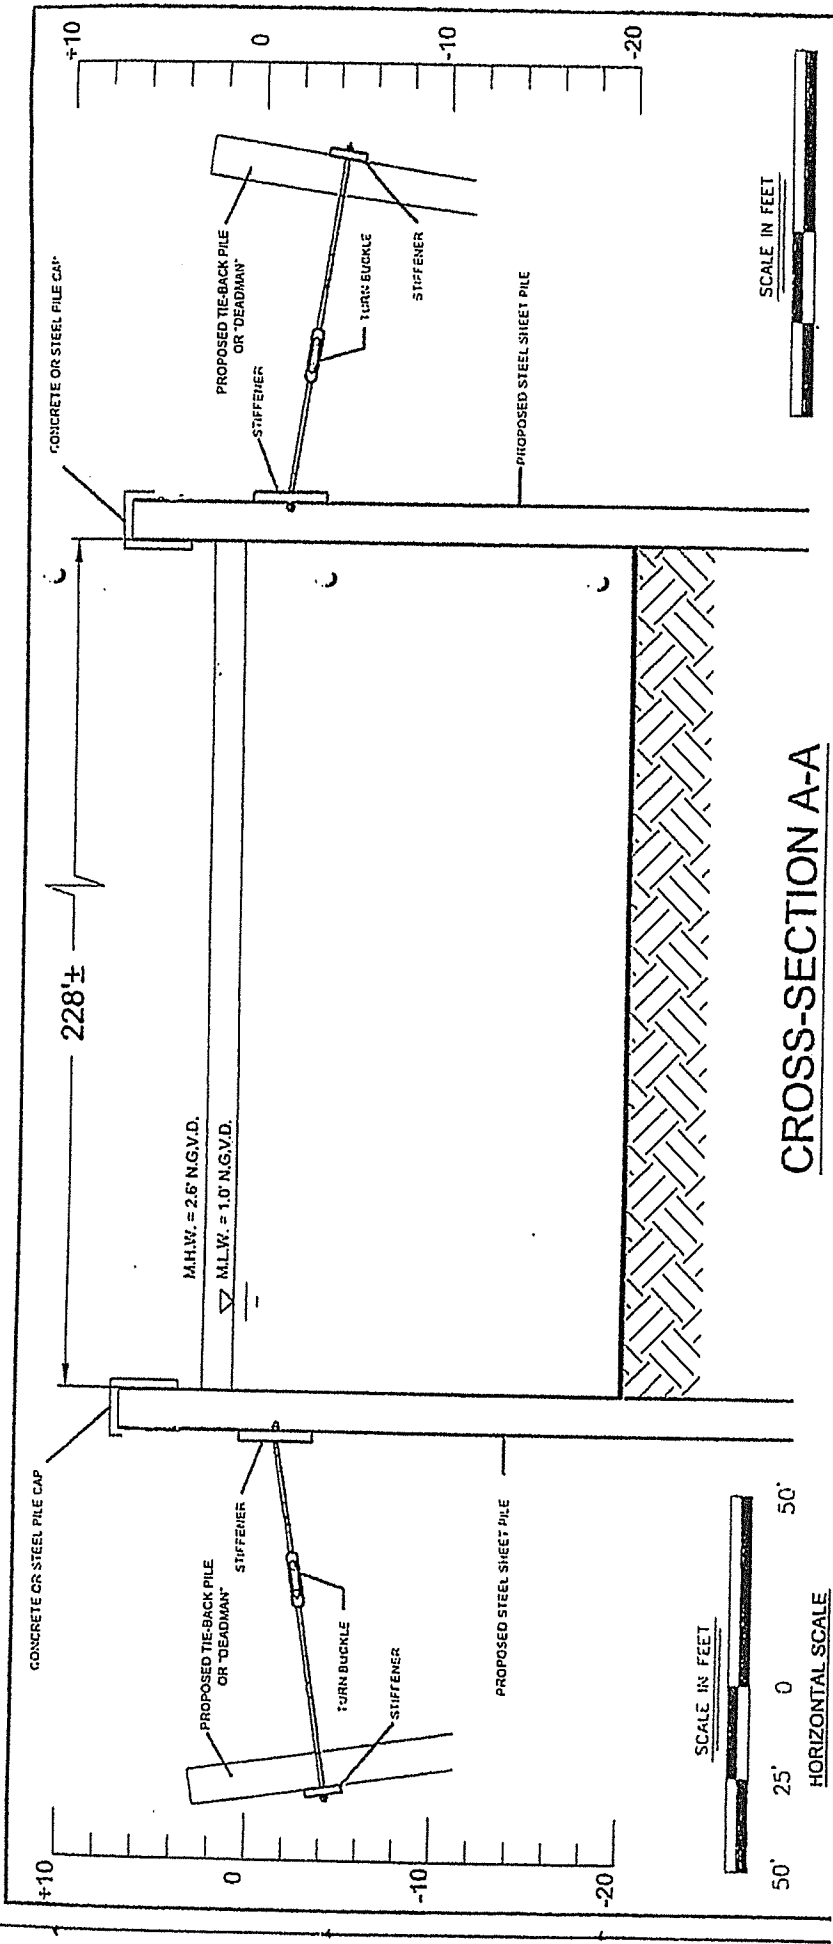 228'±
CONCRETE OR STEEL PILE CAP
CONCRETE OR STEEL PILE CAP
+10
0
-10
-20
PROPOSED TIE-BACK PILE
OR "DEADMAN"
STIFFENER
TURN BUCKLE
STIFFENER
PROPOSED STEEL SHEET PILE
M.H.W. = 2.6' N.G.V.D.
M.L.W. = 1.0' N.G.V.D.
STIFFENER
PROPOSED TIE-BACK PILE
OR "DEADMAN"
TURN BUCKLE
STIFFENER
PROPOSED STEEL SHEET PILE
+10
0
-10
-20
SCALE IN FEET
50' 25' 0 50'
HORIZONTAL SCALE
CROSS-SECTION A-A
SCALE IN FEET